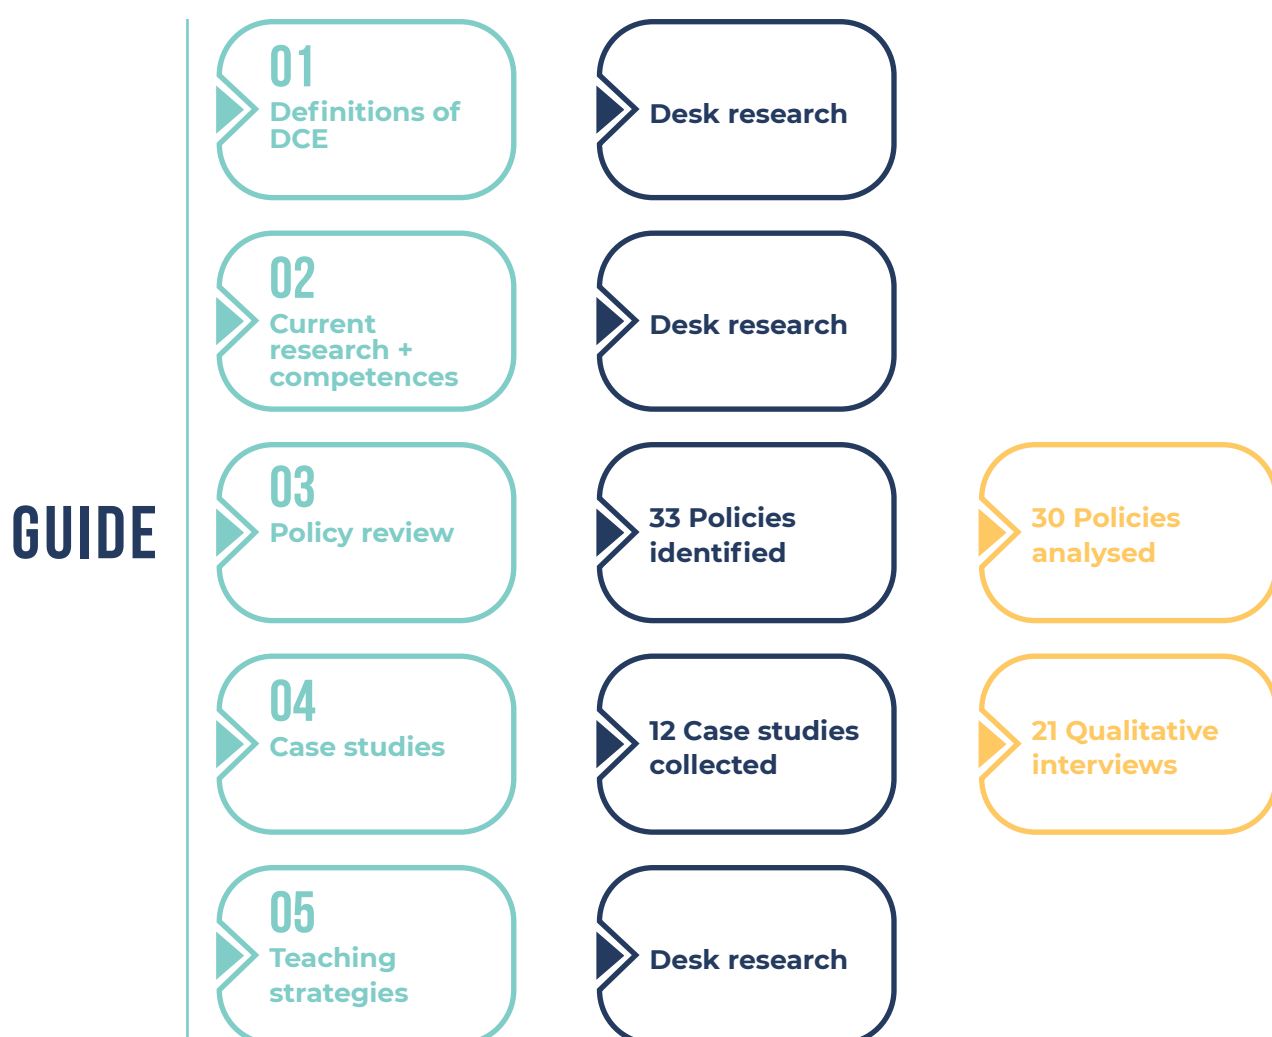 GUIDE
01
Definitions of
DCE
Desk research
02
Current
research +
competences
Desk research
03
Policy review
33 Policies
identified
30 Policies
analysed
04
Case studies
12 Case studies
collected
21 Qualitative
interviews
05
Teaching
strategies
Desk research